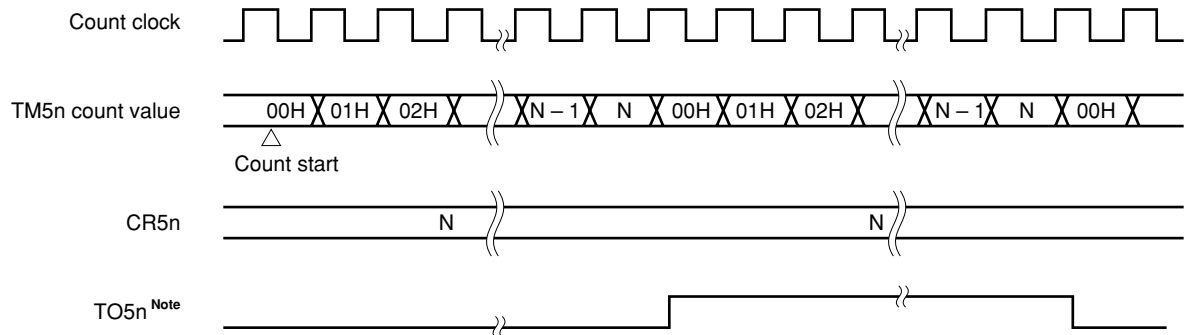 Count clock
TM5n count value 00H 01H 02H N – 1 N 00H 01H 02H N – 1 N 00H
Count start
CR5n N N
TO5n Note